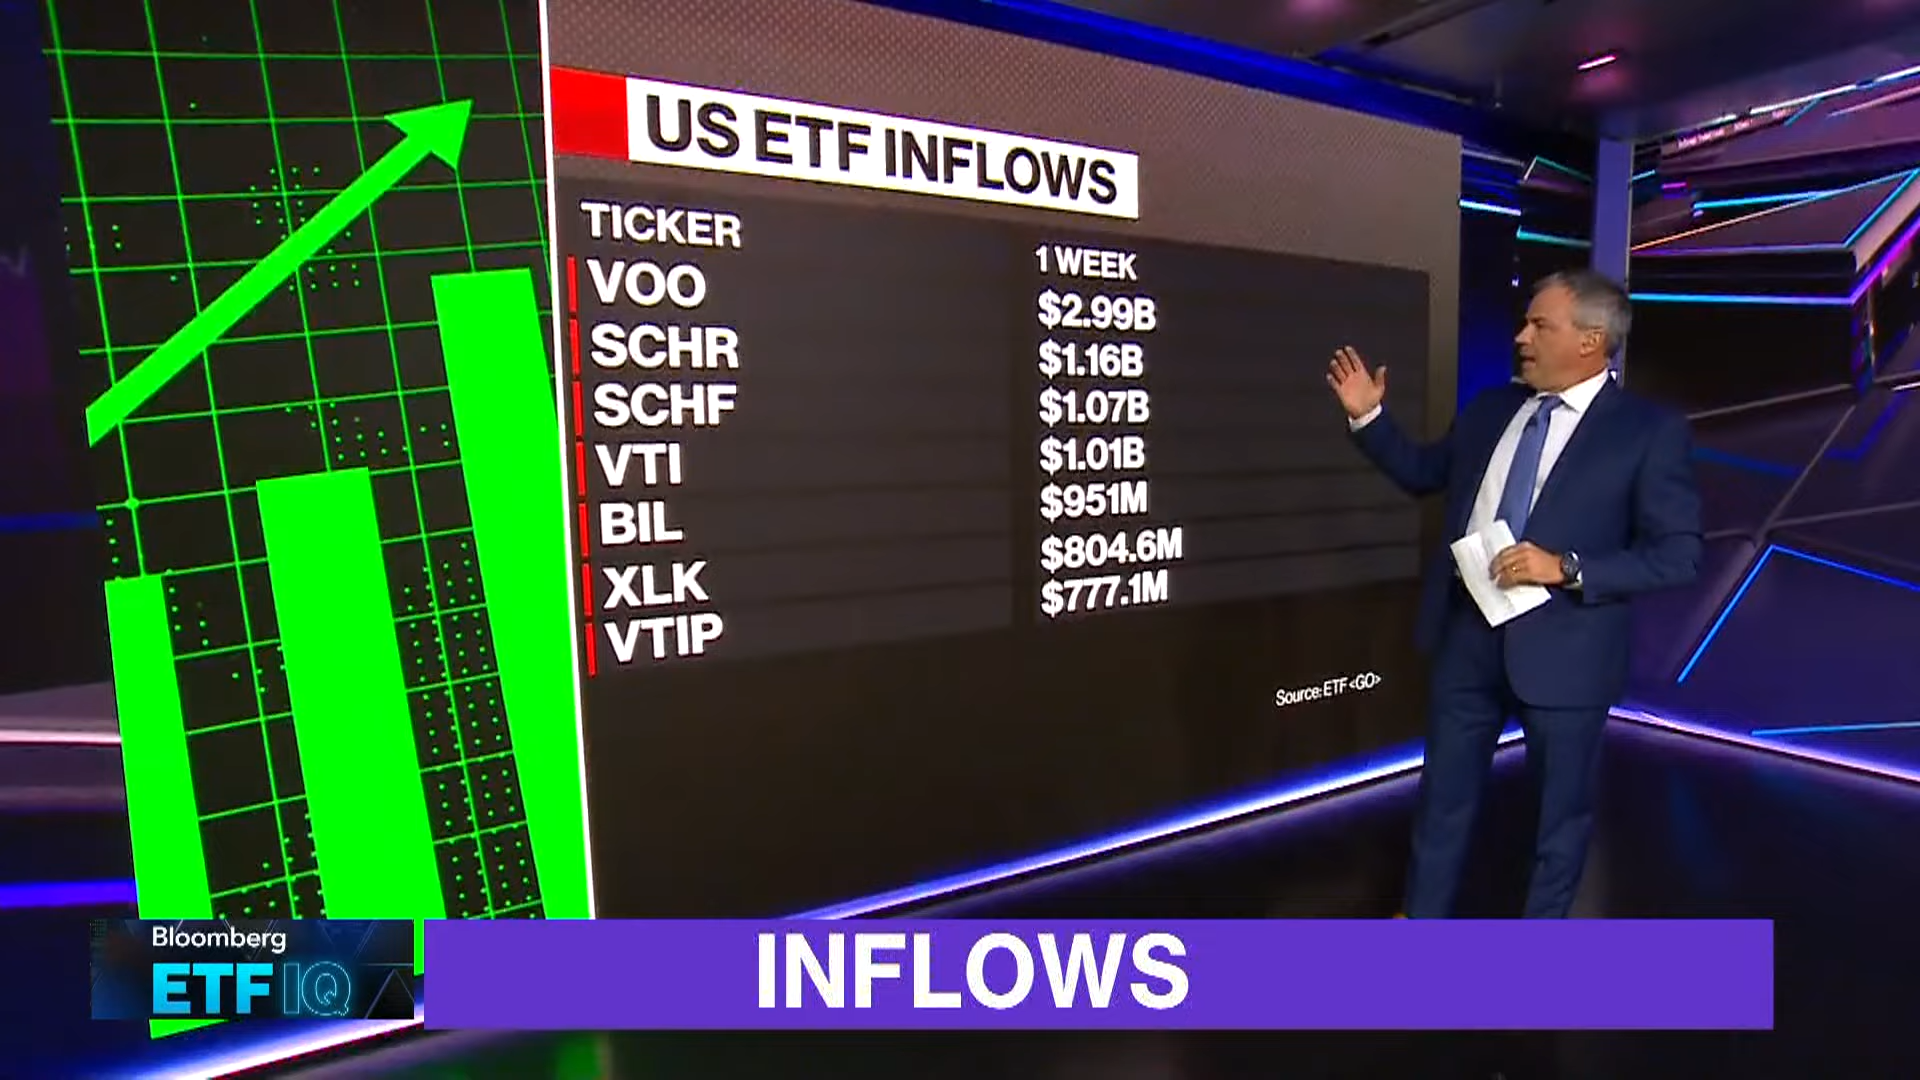 US ETF INFLOWS
TICKER 1 WEEK
VOO $2.99B
SCHR $1.16B
SCHF $1.07B
VTI $1.01B
BIL $951M
XLK $804.6M
VTIP $777.1M
Source: ETF <GO>
Bloomberg
ETF IQ
INFLOWS